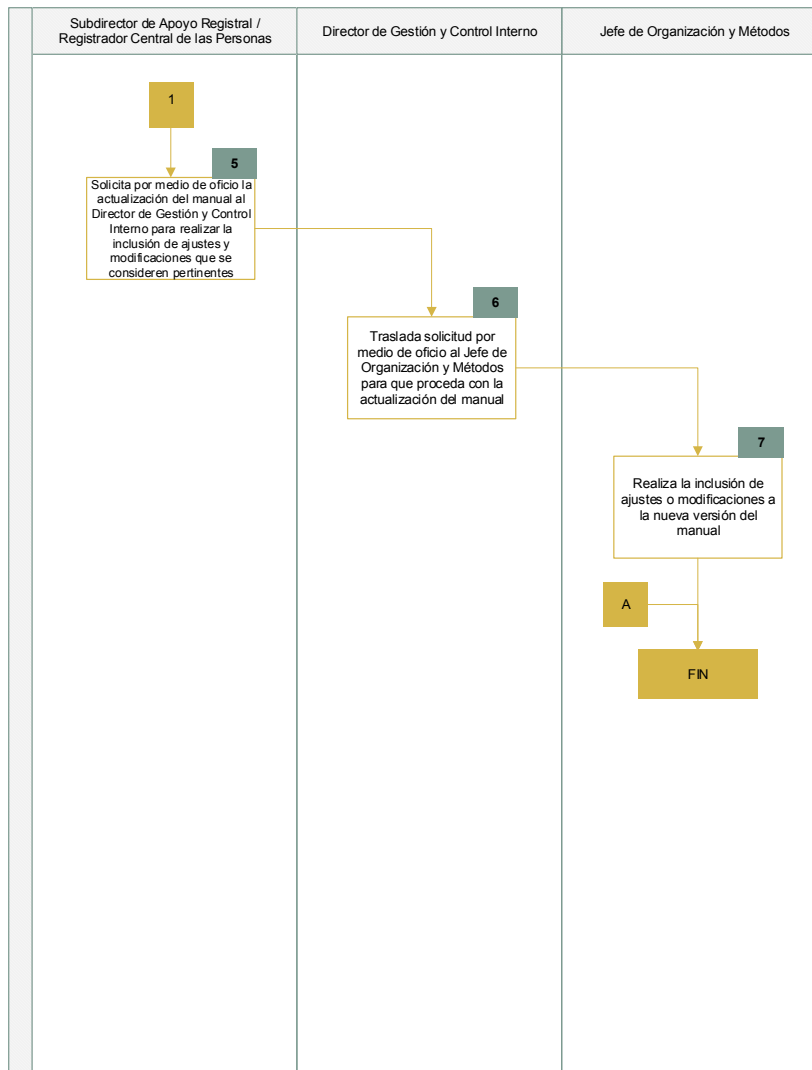 Subdirector de Apoyo Registral /
Registrador Central de las Personas
Director de Gestión y Control Interno
Jefe de Organización y Métodos
1
5
Solicita por medio de oficio la
actualización del manual al
Director de Gestión y Control
Interno para realizar la
inclusión de ajustes y
modificaciones que se
consideren pertinentes
6
Traslada solicitud por
medio de oficio al Jefe de
Organización y Métodos
para que proceda con la
actualización del manual
7
Realiza la inclusión de
ajustes o modificaciones a
la nueva versión del
manual
A
FIN